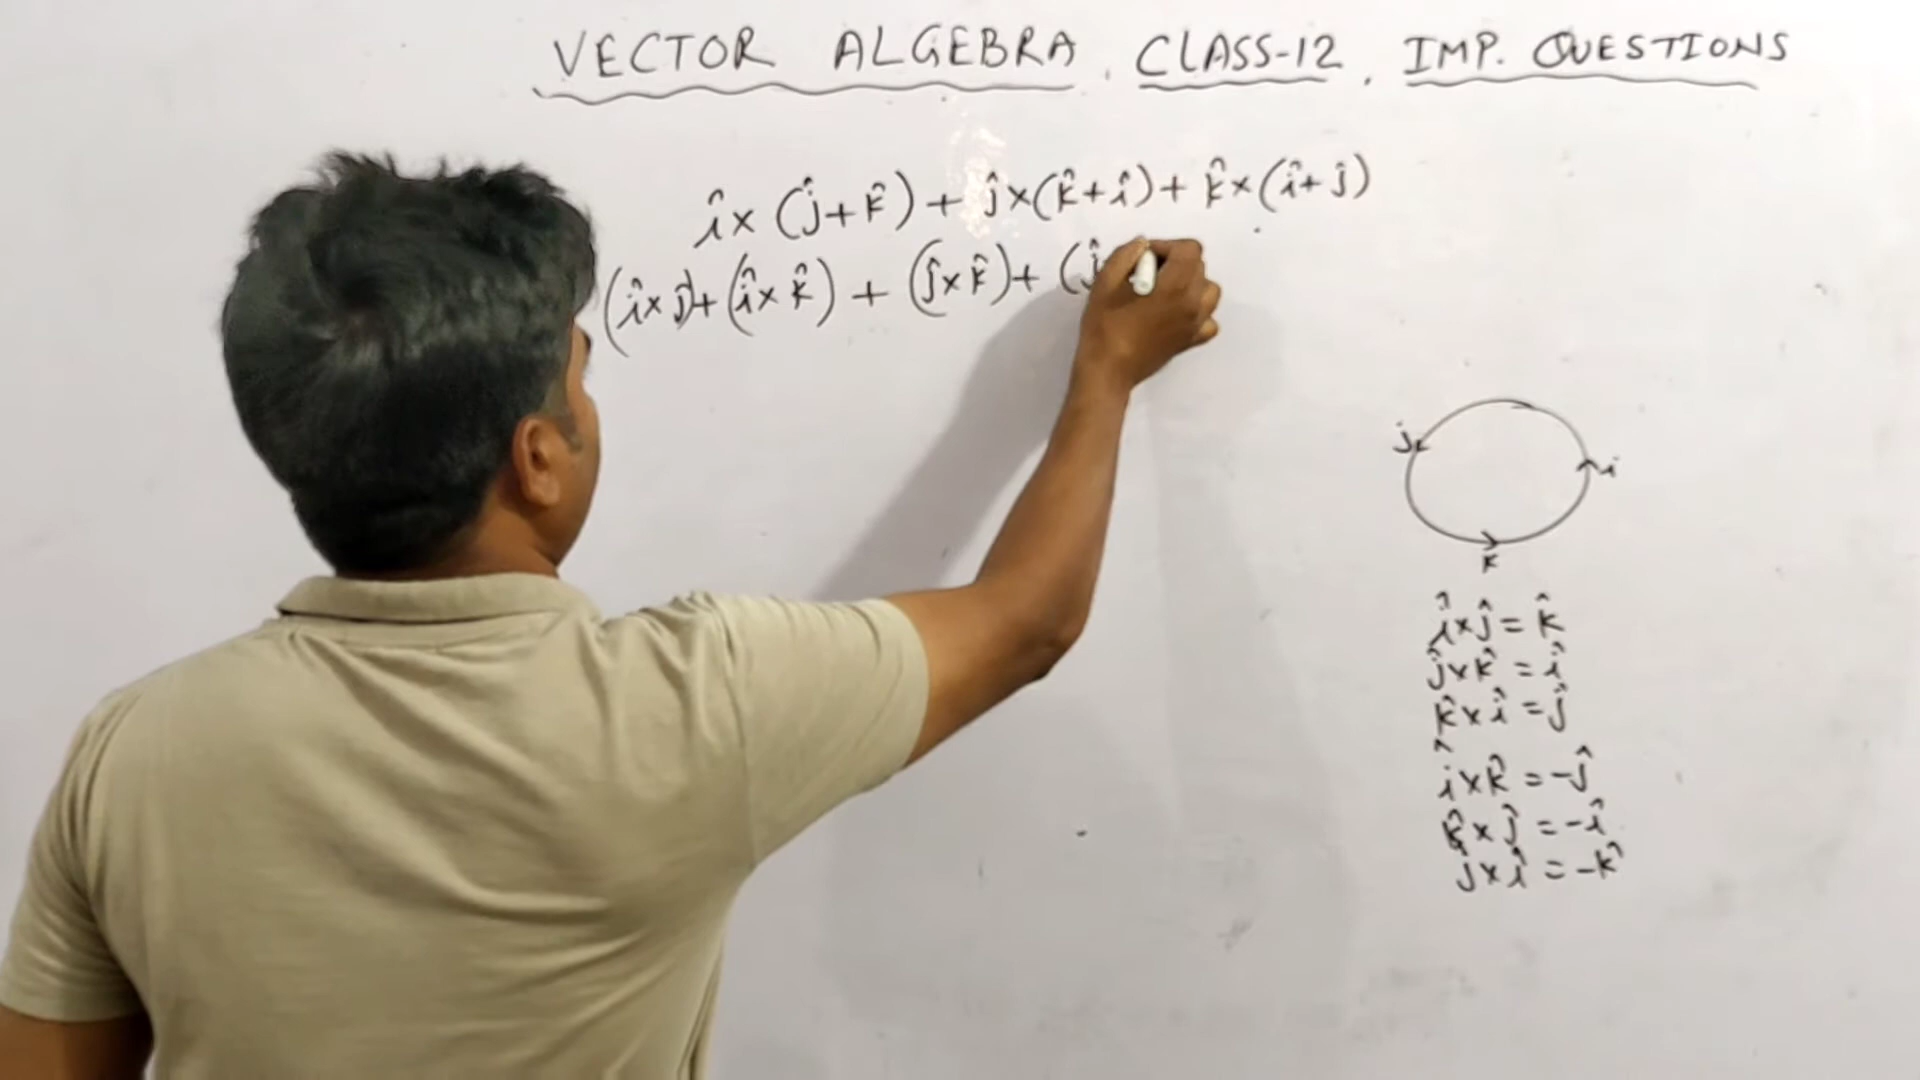 VECTOR ALGEBRA, CLASS-12, IMP. QUESTIONS
î × (ĵ + k̂) + ĵ × (k̂ + î) + k̂ × (î + ĵ)
(î × ĵ) + (î × k̂) + (ĵ × k̂) + (ĵ
j
i
k
î × ĵ = k̂
ĵ × k̂ = î
k̂ × î = ĵ
î × k̂ = -ĵ
k̂ × ĵ = -î
j × î = -k̂